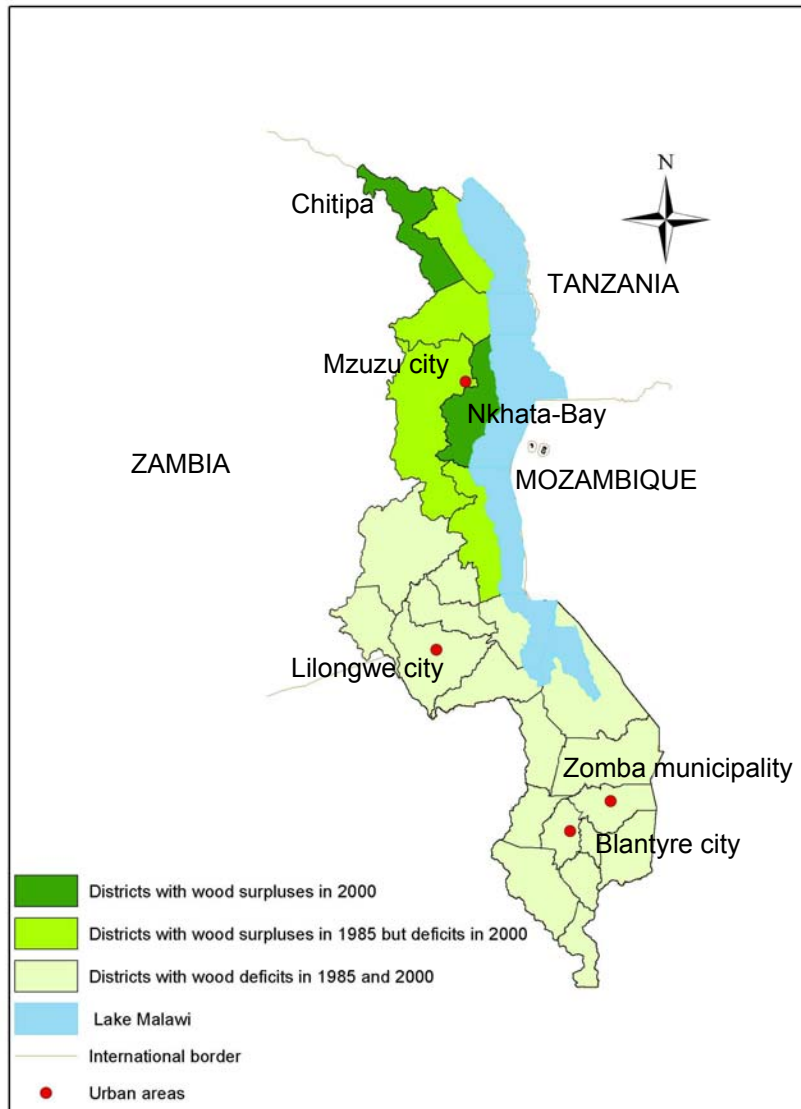 N
Chitipa
TANZANIA
Mzuzu city
Nkhata-Bay
ZAMBIA
MOZAMBIQUE
Lilongwe city
Zomba municipality
Blantyre city
Districts with wood surpluses in 2000
Districts with wood surpluses in 1985 but deficits in 2000
Districts with wood deficits in 1985 and 2000
Lake Malawi
International border
Urban areas